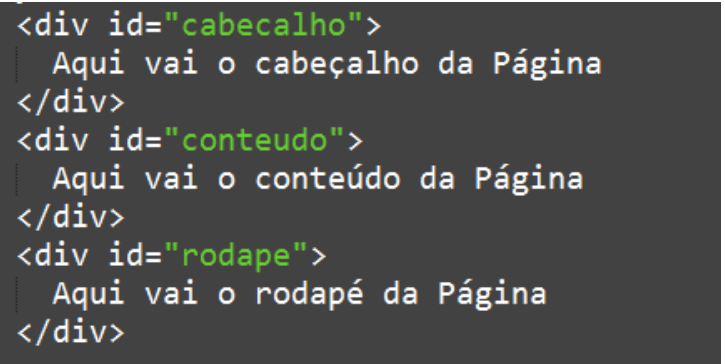 <div id="cabecalho">
Aqui vai o cabeçalho da Página
</div>
<div id="conteudo">
Aqui vai o conteúdo da Página
</div>
<div id="rodape">
Aqui vai o rodapé da Página
</div>